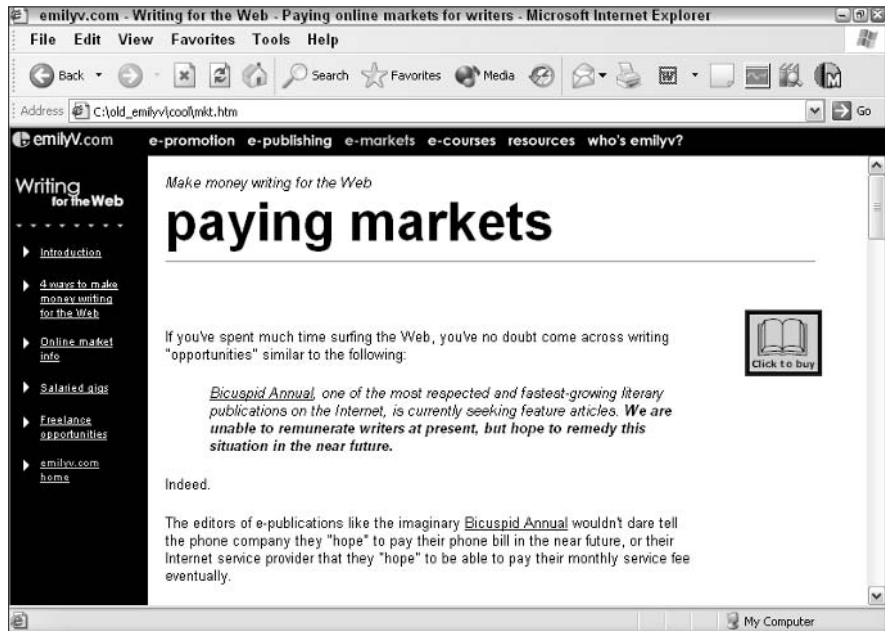 emilyv.com - Writing for the Web - Paying online markets for writers - Microsoft Internet Explorer
File Edit View Favorites Tools Help
Back Search Favorites Media
Address C:\old_emilyv\cool\mkt.htm Go
emilyV.com e-promotion e-publishing e-markets e-courses resources who's emilyv?
Writing
for the Web
Introduction
4 ways to make
money writing
for the Web
Online market
info
Salaried gigs
Freelance
opportunities
emilyv.com
home
Make money writing for the Web
paying markets
If you've spent much time surfing the Web, you've no doubt come across writing
"opportunities" similar to the following:
Click to buy
Bicuspid Annual, one of the most respected and fastest-growing literary
publications on the Internet, is currently seeking feature articles. We are
unable to remunerate writers at present, but hope to remedy this
situation in the near future.
Indeed.
The editors of e-publications like the imaginary Bicuspid Annual wouldn't dare tell
the phone company they "hope" to pay their phone bill in the near future, or their
Internet service provider that they "hope" to be able to pay their monthly service fee
eventually.
My Computer